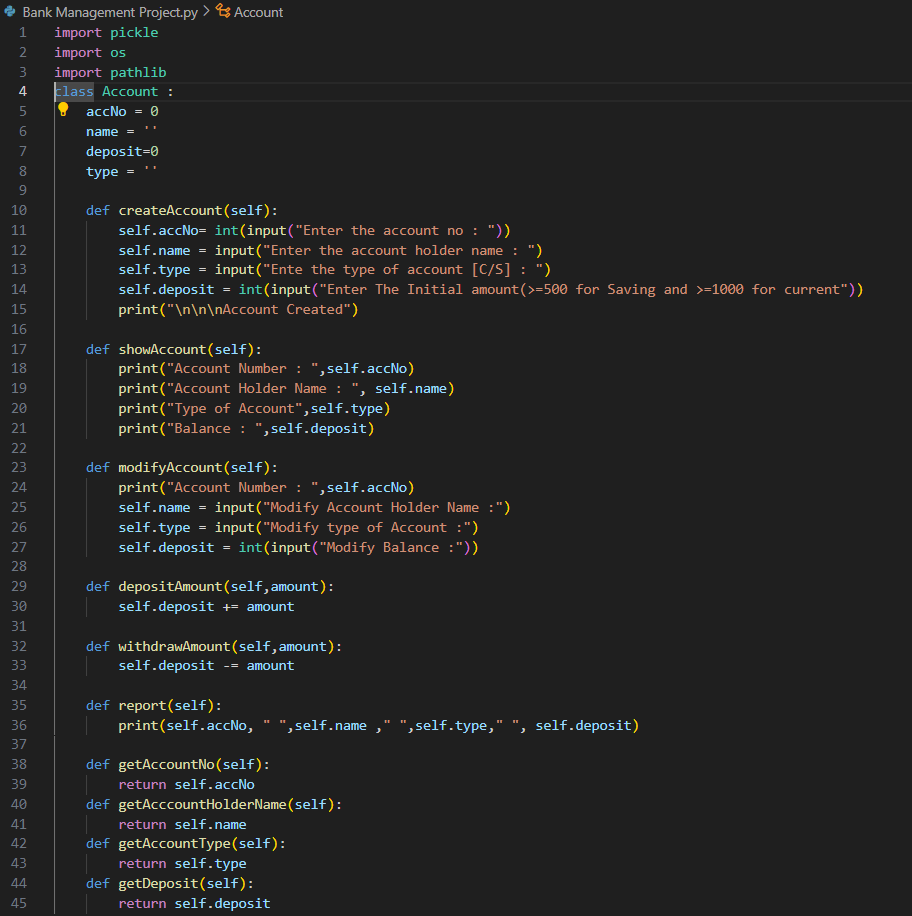 Bank Management Project.py > Account
1 import pickle
2 import os
3 import pathlib
4 class Account :
5     accNo = 0
6     name = ''
7     deposit=0
8     type = ''
9
10     def createAccount(self):
11         self.accNo= int(input("Enter the account no : "))
12         self.name = input("Enter the account holder name : ")
13         self.type = input("Ente the type of account [C/S] : ")
14         self.deposit = int(input("Enter The Initial amount(>=500 for Saving and >=1000 for current"))
15         print("\n\n\nAccount Created")
16
17     def showAccount(self):
18         print("Account Number : ",self.accNo)
19         print("Account Holder Name : ", self.name)
20         print("Type of Account",self.type)
21         print("Balance : ",self.deposit)
22
23     def modifyAccount(self):
24         print("Account Number : ",self.accNo)
25         self.name = input("Modify Account Holder Name :")
26         self.type = input("Modify type of Account :")
27         self.deposit = int(input("Modify Balance :"))
28
29     def depositAmount(self,amount):
30         self.deposit += amount
31
32     def withdrawAmount(self,amount):
33         self.deposit -= amount
34
35     def report(self):
36         print(self.accNo, " ",self.name ," ",self.type," ", self.deposit)
37
38     def getAccountNo(self):
39         return self.accNo
40     def getAcccountHolderName(self):
41         return self.name
42     def getAccountType(self):
43         return self.type
44     def getDeposit(self):
45         return self.deposit